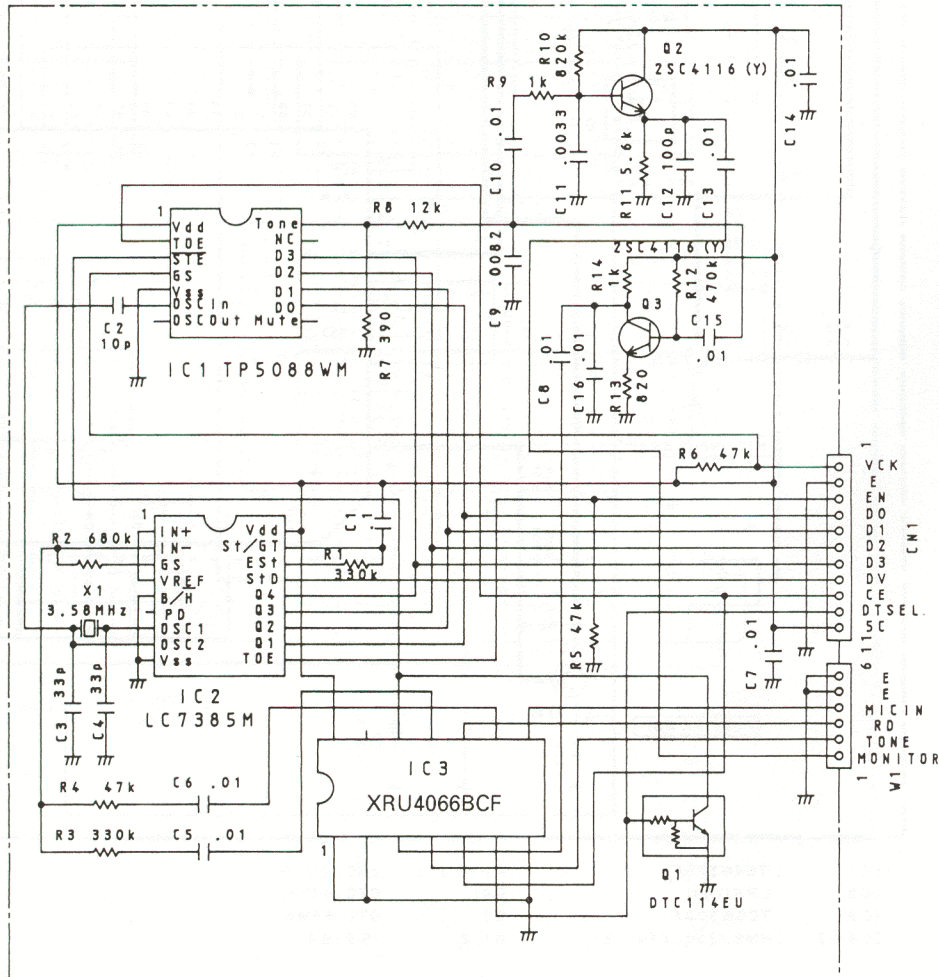 R10 820k
Q2
2SC4116 (Y)
R9 1k
.01
C14
C10 .01
C11 .0033
R11 5.6k
C12 100p
C13 .01
1
Vdd
TOE
STE
GS
Vss
OSCIn
OSCOut
Tone
NC
D3
D2
D1
D0
Mute
IC1 TP5088WM
R8 12k
C9 .0082
2SC4116 (Y)
R14 1k
R12 470k
Q3
C15
.01
C2
10p
R7 390
C8 .01
C16 .01
R13 820
R6 47k
1
VCK
E
EN
D0
D1
D2
D3
DV
CE
DTSEL.
SC
CN1
11
1
IN+
IN-
GS
VREF
B/H
PD
OSC1
OSC2
Vss
Vdd
St/GT
ESt
StD
Q4
Q3
Q2
Q1
TOE
IC2
LC7385M
C1 .1
R1
330k
R2 680k
X1
3.58MHz
C3 33p
C4 33p
R5 47k
C7 .01
6
E
E
MICIN
RD
TONE
MONITOR
1
W1
R4 47k
C6 .01
R3 330k
C5 .01
IC3
XRU4066BCF
1
Q1
DTC114EU